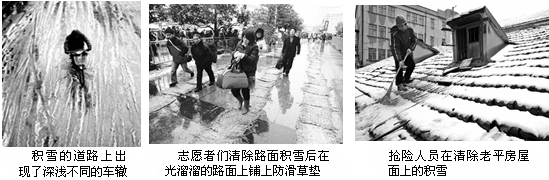 积雪的道路上出
现了深浅不同的车辙
志愿者们清除路面积雪后在
光溜溜的路面上铺上防滑草垫
抢险人员在清除老平房屋
面上的积雪